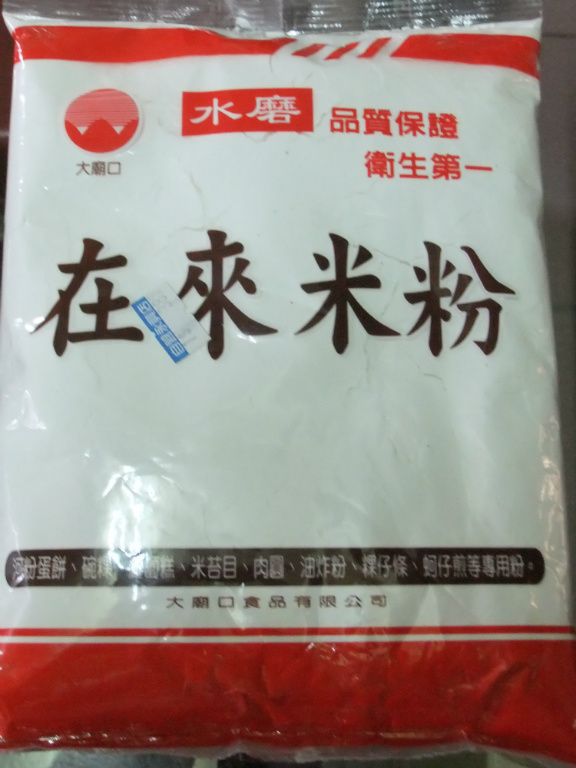 大廟口
水磨
品質保證
衛生第一
在來米粉
粉蛋餅、碗粿、糕、米苔目、肉圓、油炸粉、粿仔條、蚵仔煎等專用粉。
大廟口食品有限公司